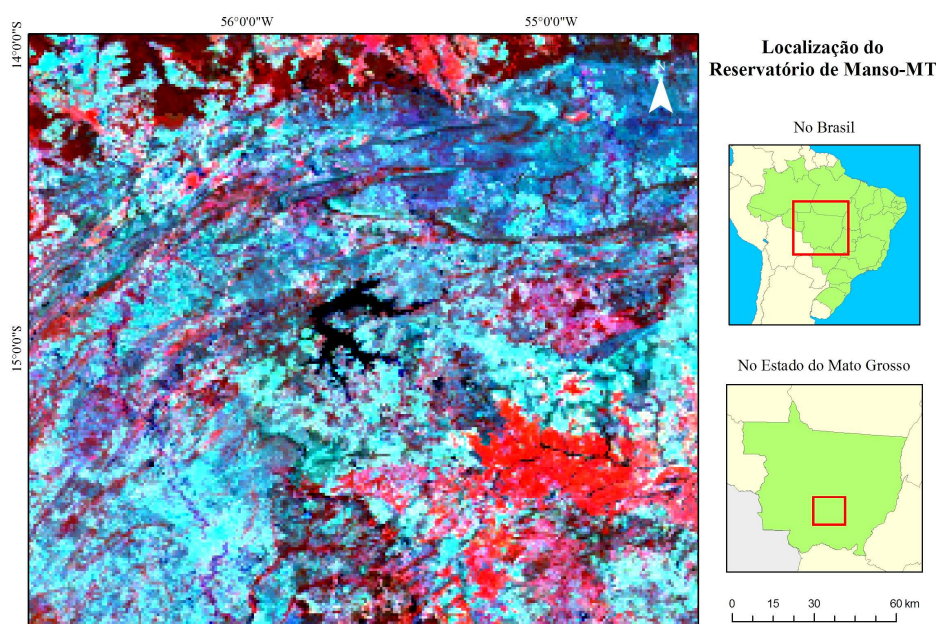 56°0'0"W
55°0'0"W
14°0'0"S
15°0'0"S
N
Localização do
Reservatório de Manso-MT
No Brasil
No Estado do Mato Grosso
0 15 30 60 km